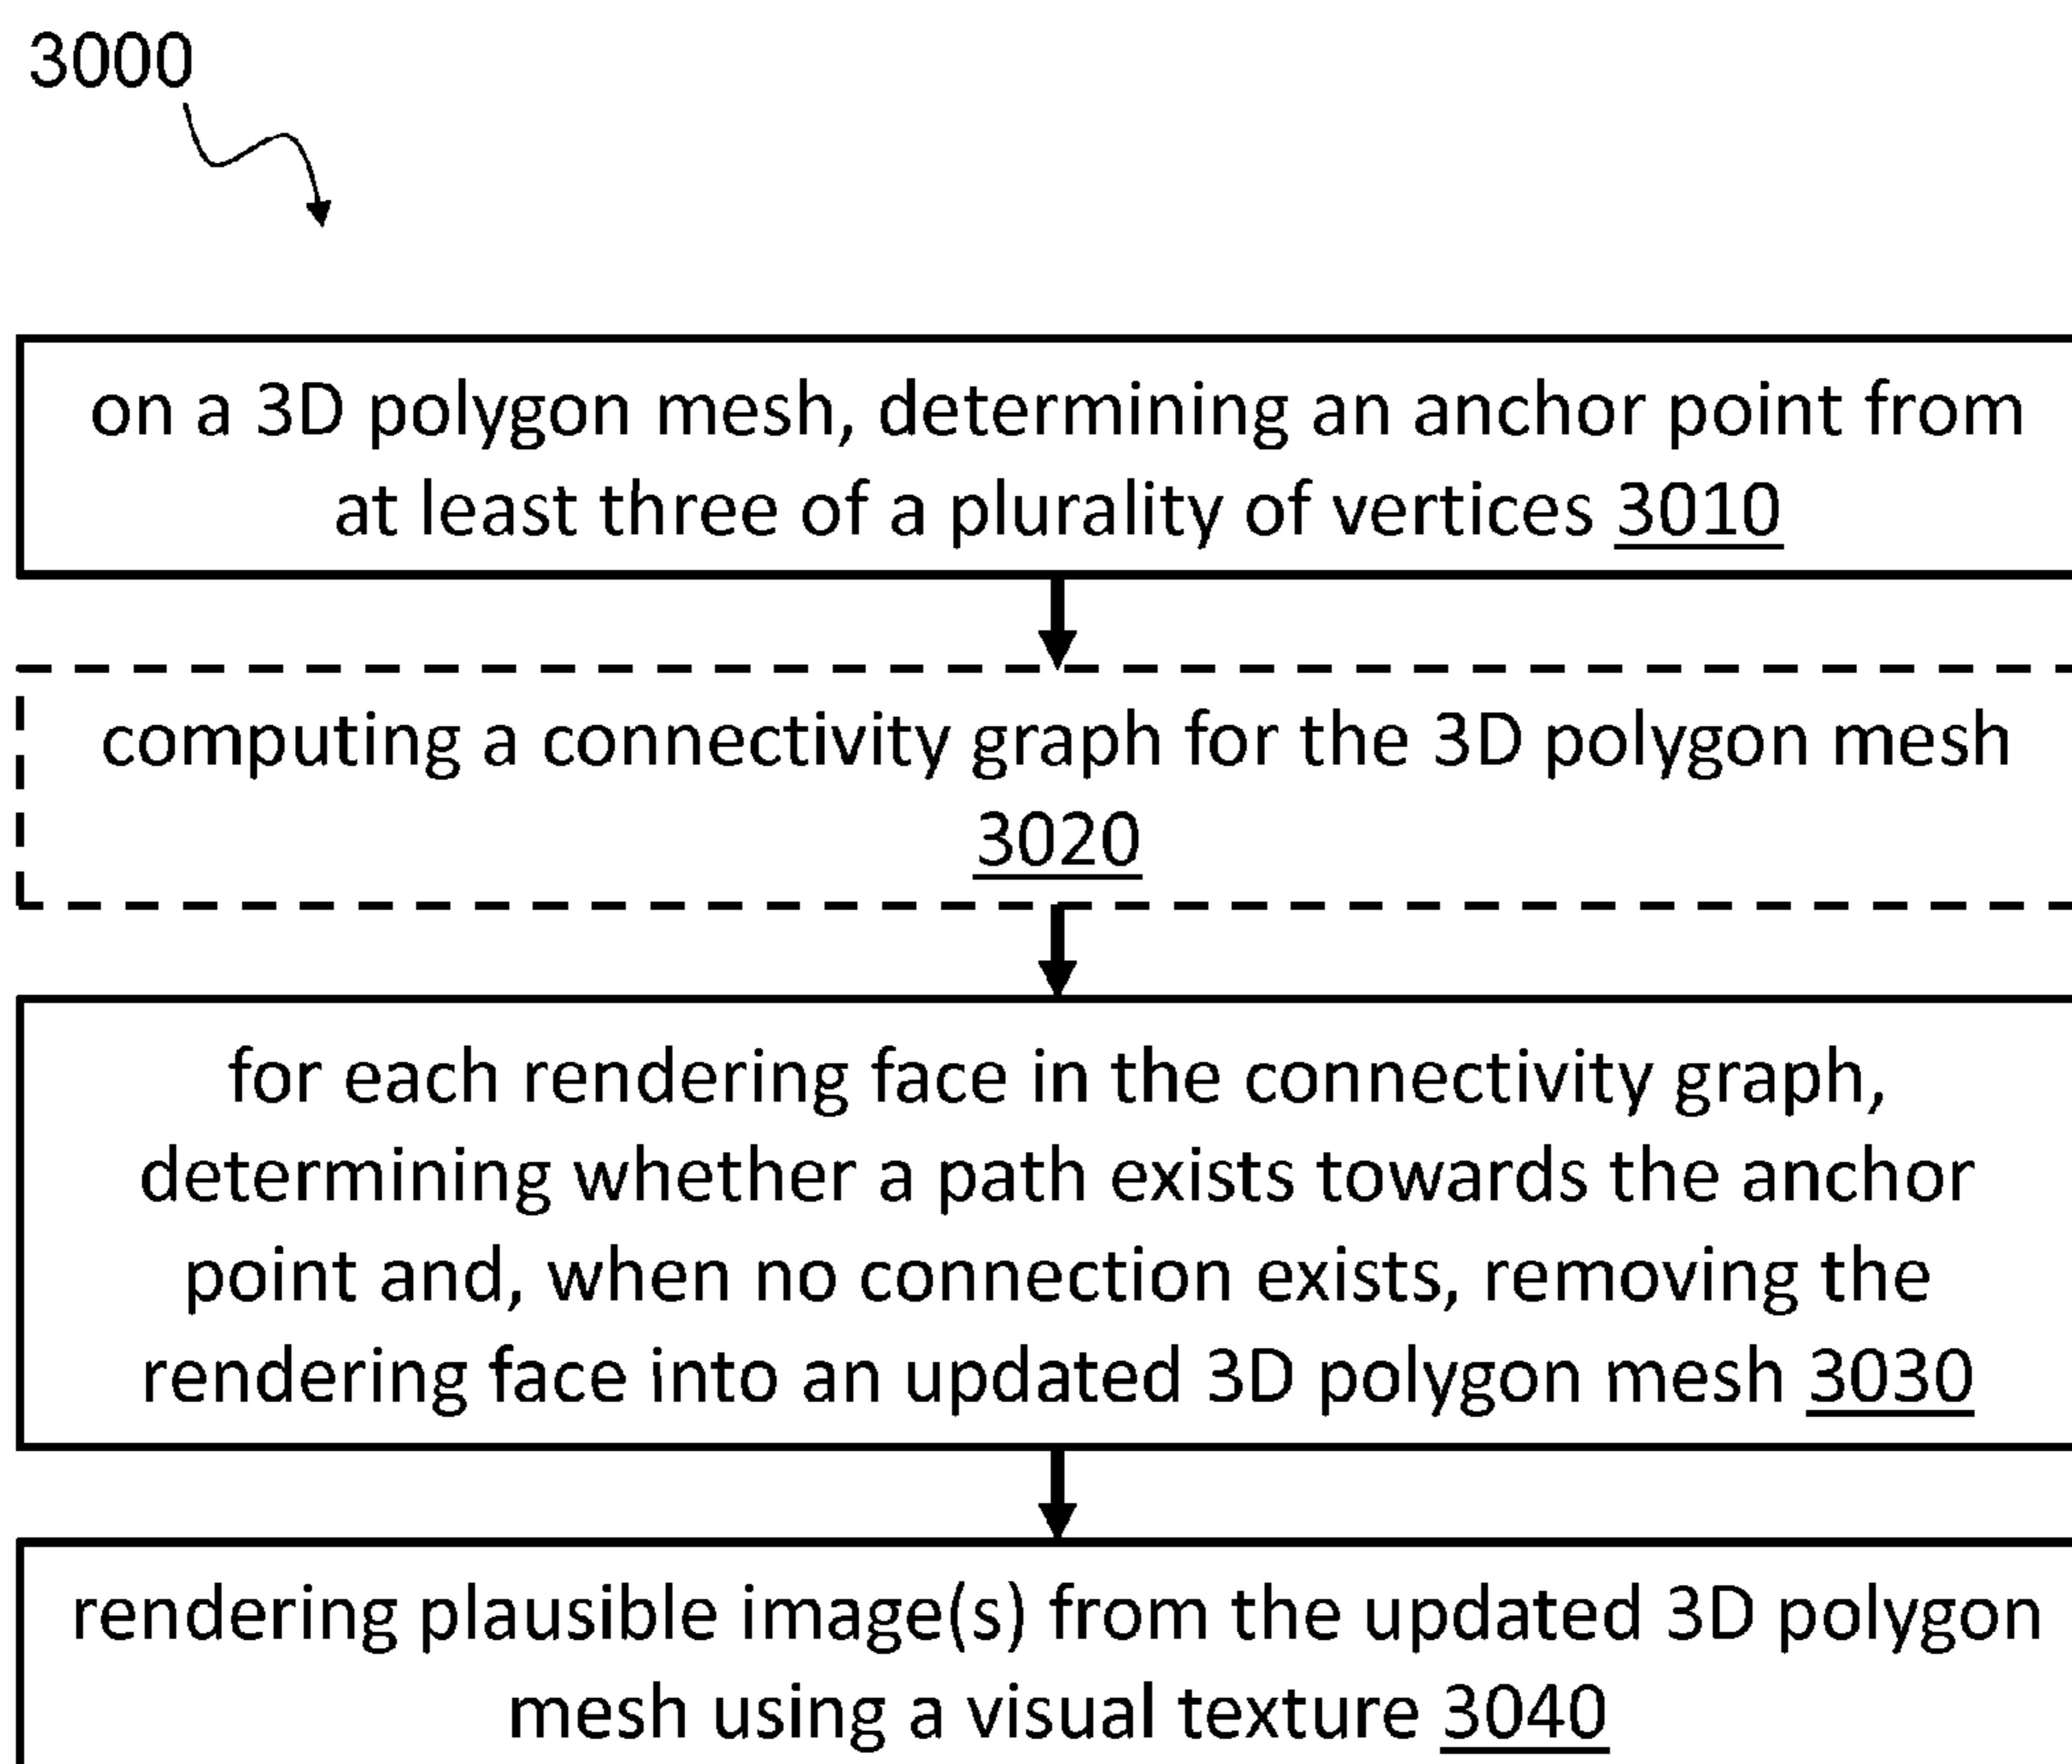 3000
on a 3D polygon mesh, determining an anchor point from
at least three of a plurality of vertices 3010
computing a connectivity graph for the 3D polygon mesh
3020
for each rendering face in the connectivity graph,
determining whether a path exists towards the anchor
point and, when no connection exists, removing the
rendering face into an updated 3D polygon mesh 3030
rendering plausible image(s) from the updated 3D polygon
mesh using a visual texture 3040